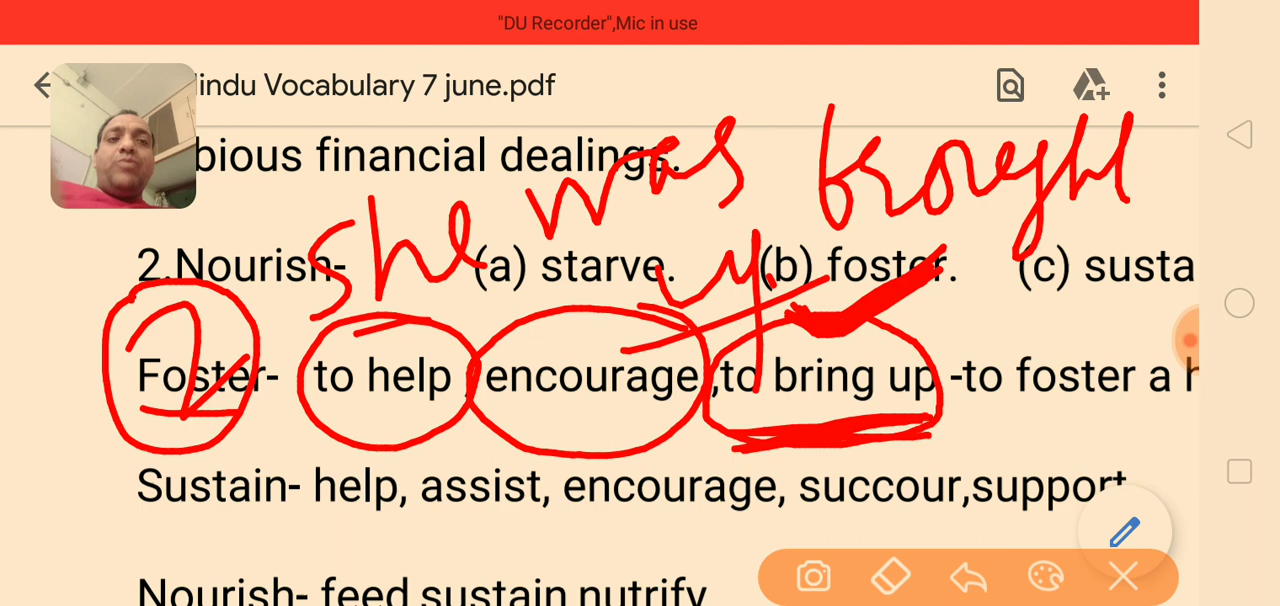 "DU Recorder",Mic in use
indu Vocabulary 7 june.pdf
bious financial dealings.
she was brought
up
2.Nourish- (a) starve. (b) foster. (c) susta
2
Foster- to help, encourage,to bring up -to foster a h
Sustain- help, assist, encourage, succour,support
Nourish- feed sustain nutrify